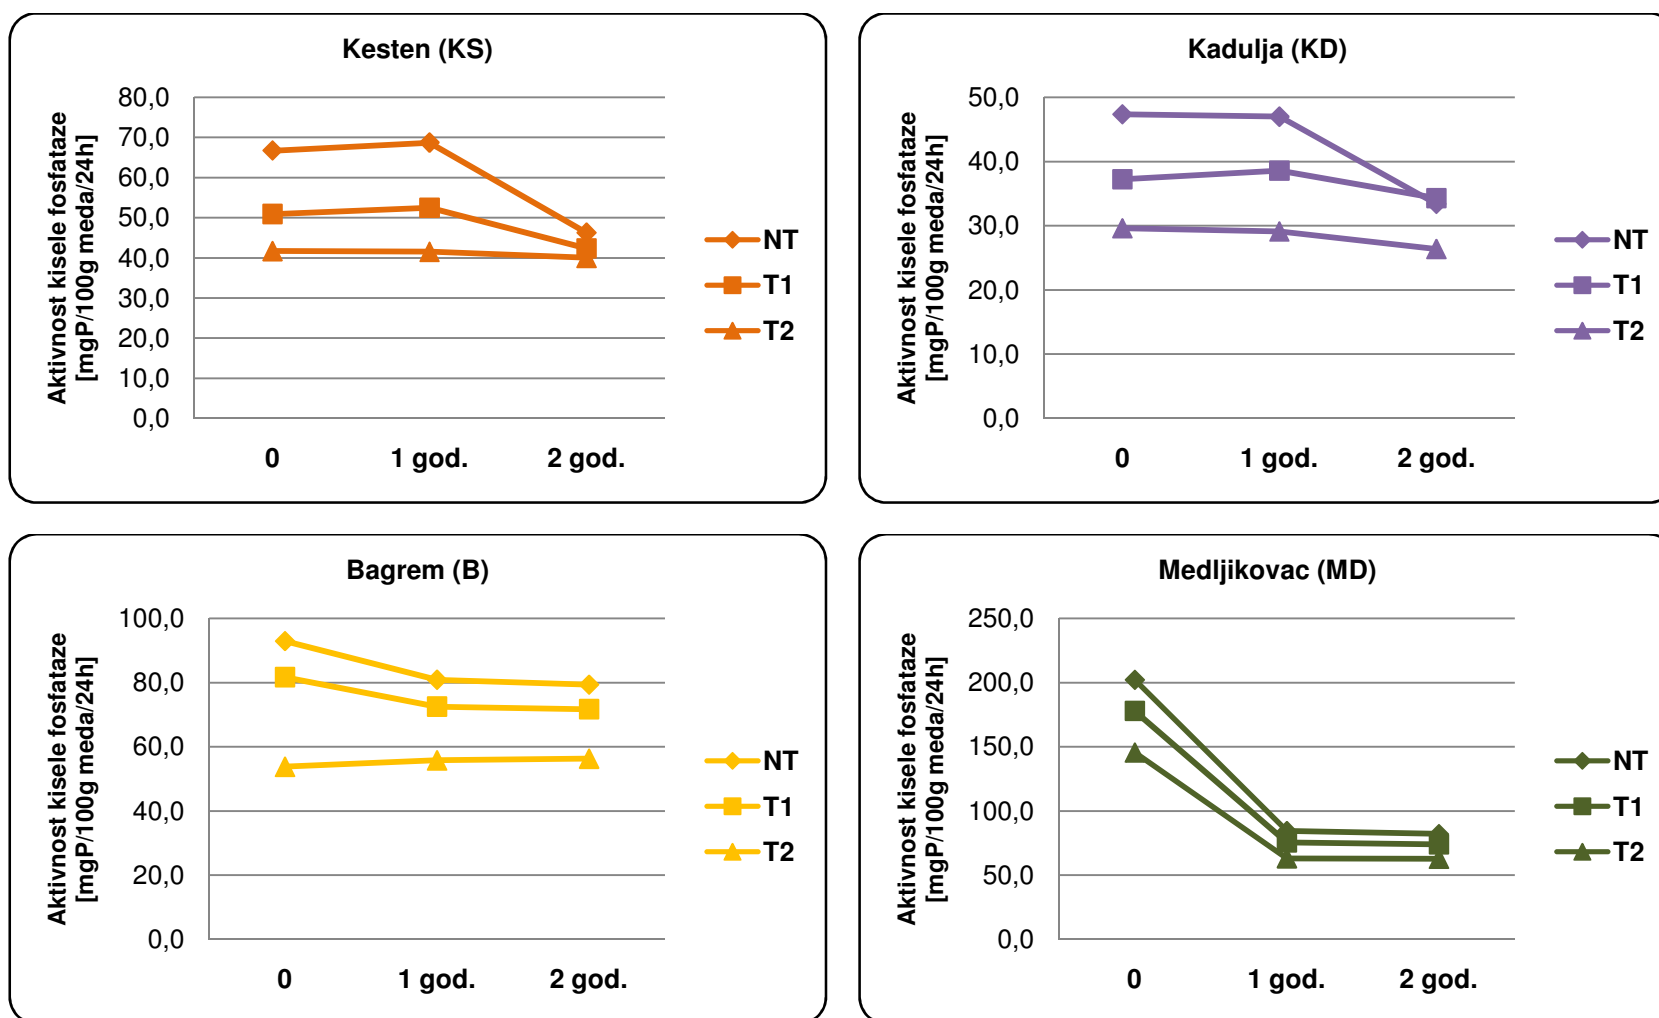 Kesten (KS)
Aktivnost kisele fosfataze
[mgP/100g meda/24h]
80,0
70,0
60,0
50,0
40,0
30,0
20,0
10,0
0,0
0 1 god. 2 god.
NT
T1
T2
Kadulja (KD)
Aktivnost kisele fosfataze
[mgP/100g meda/24h]
50,0
40,0
30,0
20,0
10,0
0,0
0 1 god. 2 god.
NT
T1
T2
Bagrem (B)
Aktivnost kisele fosfataze
[mgP/100g meda/24h]
100,0
80,0
60,0
40,0
20,0
0,0
0 1 god. 2 god.
NT
T1
T2
Medljikovac (MD)
Aktivnost kisele fosfataze
[mgP/100g meda/24h]
250,0
200,0
150,0
100,0
50,0
0,0
0 1 god. 2 god.
NT
T1
T2